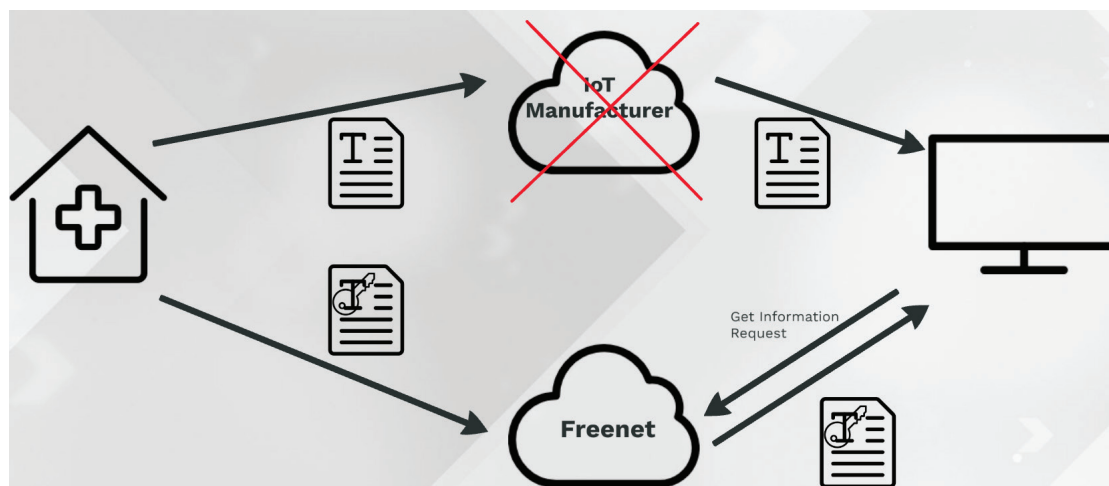 IoT
Manufacturer
T
T
T
Get Information
Request
Freenet
T